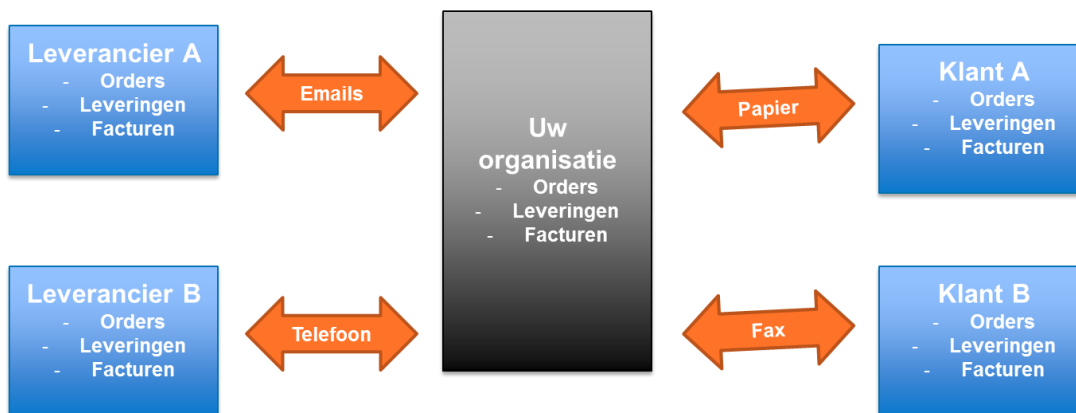 Leverancier A
- Orders
- Leveringen
- Facturen
Emails
Uw
organisatie
- Orders
- Leveringen
- Facturen
Papier
Klant A
- Orders
- Leveringen
- Facturen
Leverancier B
- Orders
- Leveringen
- Facturen
Telefoon
Fax
Klant B
- Orders
- Leveringen
- Facturen